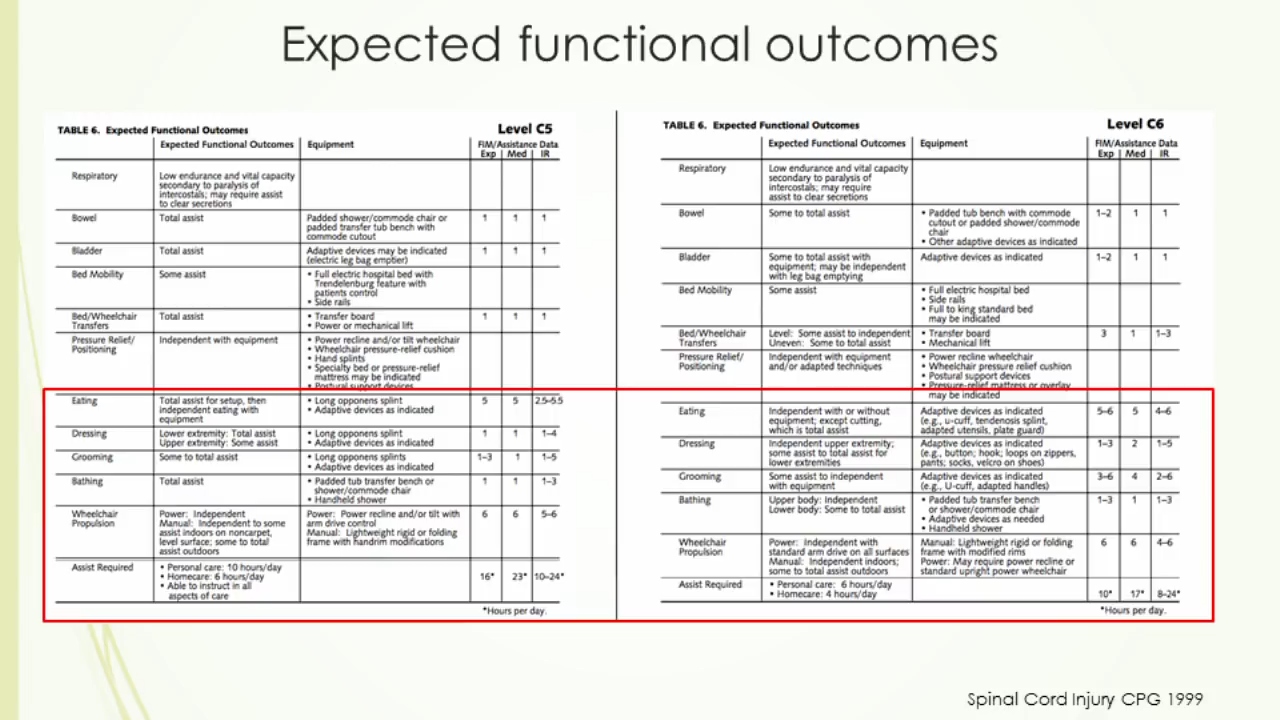 Expected functional outcomes
TABLE 6. Expected Functional Outcomes
Level C5
Expected Functional Outcomes
Equipment
FIM/Assistance Data
Exp | Med | IR
Respiratory
Low endurance and vital capacity
secondary to paralysis of
intercostals; may require assist
to clear secretions
Bowel
Total assist
Padded shower/commode chair or
padded transfer tub bench with
commode cutout
1 1 1
Bladder
Total assist
Adaptive devices may be indicated
(electric leg bag emptier)
1 1 1
Bed Mobility
Some assist
• Full electric hospital bed with
Trendelenburg feature with
patients control
• Side rails
Bed/Wheelchair
Transfers
Total assist
• Transfer board
• Power or mechanical lift
1 1 1
Pressure Relief/
Positioning
Independent with equipment
• Power recline and/or tilt wheelchair
• Wheelchair pressure-relief cushion
• Hand splints
• Specialty bed or pressure-relief
mattress may be indicated
• Postural support devices
Eating
Total assist for setup, then
independent eating with
equipment
• Long opponens splint
• Adaptive devices as indicated
5 5 2.5–5.5
Dressing
Lower extremity: Total assist
Upper extremity: Some assist
• Long opponens splint
• Adaptive devices as indicated
1 1 1–4
Grooming
Some to total assist
• Long opponens splints
• Adaptive devices as indicated
1–3 1 1–5
Bathing
Total assist
• Padded tub transfer bench or
shower/commode chair
• Handheld shower
1 1 1–3
Wheelchair
Propulsion
Power: Independent
Manual: Independent to some
assist indoors on noncarpet,
level surface; some to total
assist outdoors
Power: Power recline and/or tilt with
arm drive control
Manual: Lightweight rigid or folding
frame with handrim modifications
6 6 5–6
Assist Required
• Personal care: 10 hours/day
• Homecare: 6 hours/day
• Able to instruct in all
aspects of care
16* 23* 10–24*
*Hours per day.
TABLE 6. Expected Functional Outcomes
Level C6
Expected Functional Outcomes
Equipment
FIM/Assistance Data
Exp | Med | IR
Respiratory
Low endurance and vital capacity
secondary to paralysis of
intercostals; may require
assist to clear secretions
Bowel
Some to total assist
• Padded tub bench with commode
cutout or padded shower/commode
chair
• Other adaptive devices as indicated
1–2 1 1
Bladder
Some to total assist with
equipment; may be independent
with leg bag emptying
Adaptive devices as indicated
1–2 1 1
Bed Mobility
Some assist
• Full electric hospital bed
• Side rails
• Full to king standard bed
may be indicated
Bed/Wheelchair
Transfers
Level: Some assist to independent
Uneven: Some to total assist
• Transfer board
• Mechanical lift
3 1 1–3
Pressure Relief/
Positioning
Independent with equipment
and/or adapted techniques
• Power recline wheelchair
• Wheelchair pressure relief cushion
• Postural support devices
• Pressure-relief mattress or overlay
may be indicated
Eating
Independent with or without
equipment; except cutting,
which is total assist
Adaptive devices as indicated
(e.g., u-cuff, tendenosis splint,
adapted utensils, plate guard)
5–6 5 4–6
Dressing
Independent upper extremity;
some assist to total assist for
lower extremities
Adaptive devices as indicated
(e.g., button; hook; loops on zippers,
pants; socks, velcro on shoes)
1–3 2 1–5
Grooming
Some assist to independent
with equipment
Adaptive devices as indicated
(e.g., U-cuff, adapted handles)
3–6 4 2–6
Bathing
Upper body: Independent
Lower body: Some to total assist
• Padded tub transfer bench
or shower/commode chair
• Adaptive devices as needed
• Handheld shower
1–3 1 1–3
Wheelchair
Propulsion
Power: Independent with
standard arm drive on all surfaces
Manual: Independent indoors;
some to total assist outdoors
Manual: Lightweight rigid or folding
frame with modified rims
Power: May require power recline or
standard upright power wheelchair
6 6 4–6
Assist Required
• Personal care: 6 hours/day
• Homecare: 4 hours/day
10* 17* 8–24*
*Hours per day.
Spinal Cord Injury CPG 1999